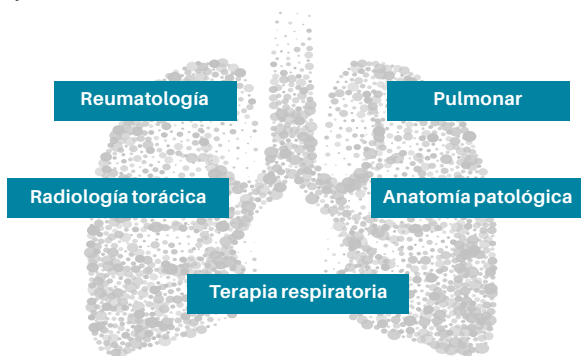 Reumatología
Pulmonar
Radiología torácica
Anatomía patológica
Terapia respiratoria